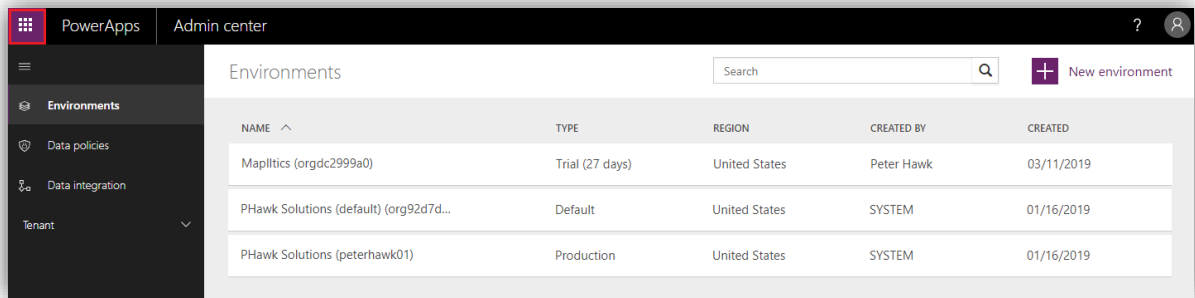 PowerApps Admin center ?
Environments
Search
New environment
Environments
Data policies
Data integration
Tenant
NAME TYPE REGION CREATED BY CREATED
MapIItics (orgdc2999a0) Trial (27 days) United States Peter Hawk 03/11/2019
PHawk Solutions (default) (org92d7d... Default United States SYSTEM 01/16/2019
PHawk Solutions (peterhawk01) Production United States SYSTEM 01/16/2019